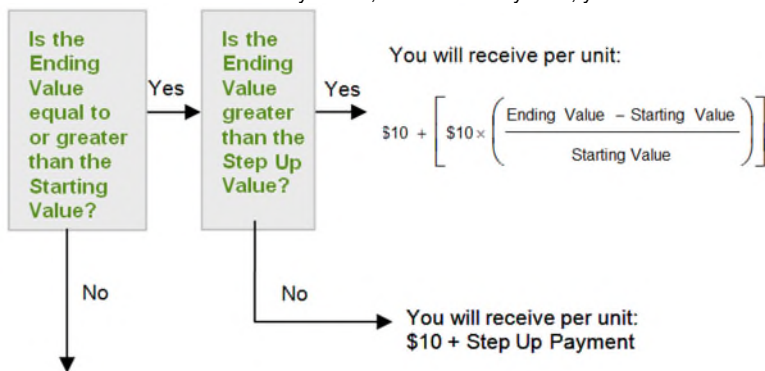 Is the
Ending
Value
equal to
or greater
than the
Starting
Value?
Yes
Is the
Ending
Value
greater
than the
Step Up
Value?
Yes
You will receive per unit:
$10 + [ $10 × ( Ending Value – Starting Value / Starting Value ) ]
No
No
You will receive per unit:
$10 + Step Up Payment